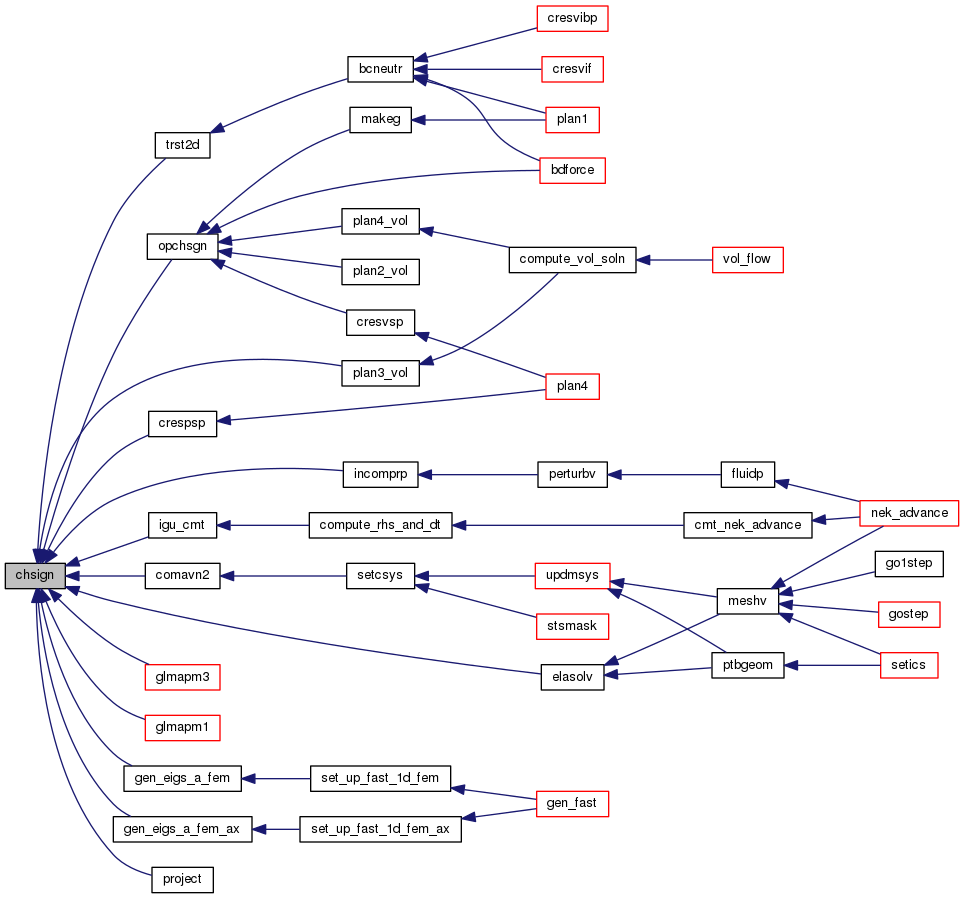 cresvibp
bcneutr
cresvif
makeg
plan1
trst2d
bdforce
plan4_vol
opchsgn
compute_vol_soln
vol_flow
plan2_vol
cresvsp
plan3_vol
plan4
crespsp
incomprp
perturbv
fluidp
nek_advance
igu_cmt
compute_rhs_and_dt
cmt_nek_advance
go1step
chsign
comavn2
setcsys
updmsys
meshv
gostep
stsmask
ptbgeom
setics
glmapm3
elasolv
glmapm1
gen_eigs_a_fem
set_up_fast_1d_fem
gen_fast
gen_eigs_a_fem_ax
set_up_fast_1d_fem_ax
project